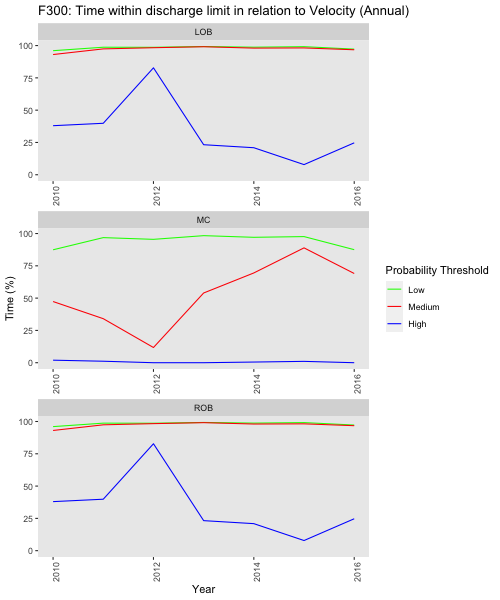 F300: Time within discharge limit in relation to Velocity (Annual)
LOB
100
75
50
25
0
2010
2012
2014
2016
MC
100
75
50
25
0
2010
2012
2014
2016
ROB
100
75
50
25
0
2010
2012
2014
2016
Time (%)
Year
Probability Threshold
Low
Medium
High